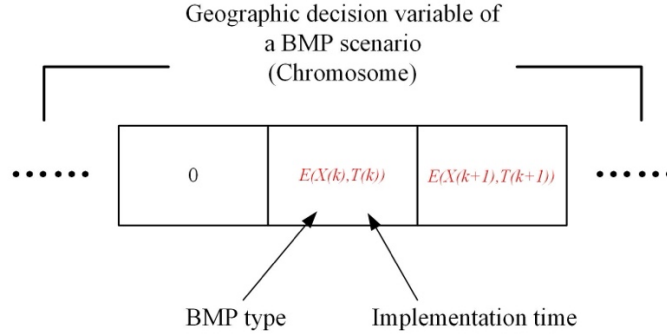 Geographic decision variable of
a BMP scenario
(Chromosome)
0
E(X(k),T(k))
E(X(k+1),T(k+1))
BMP type
Implementation time